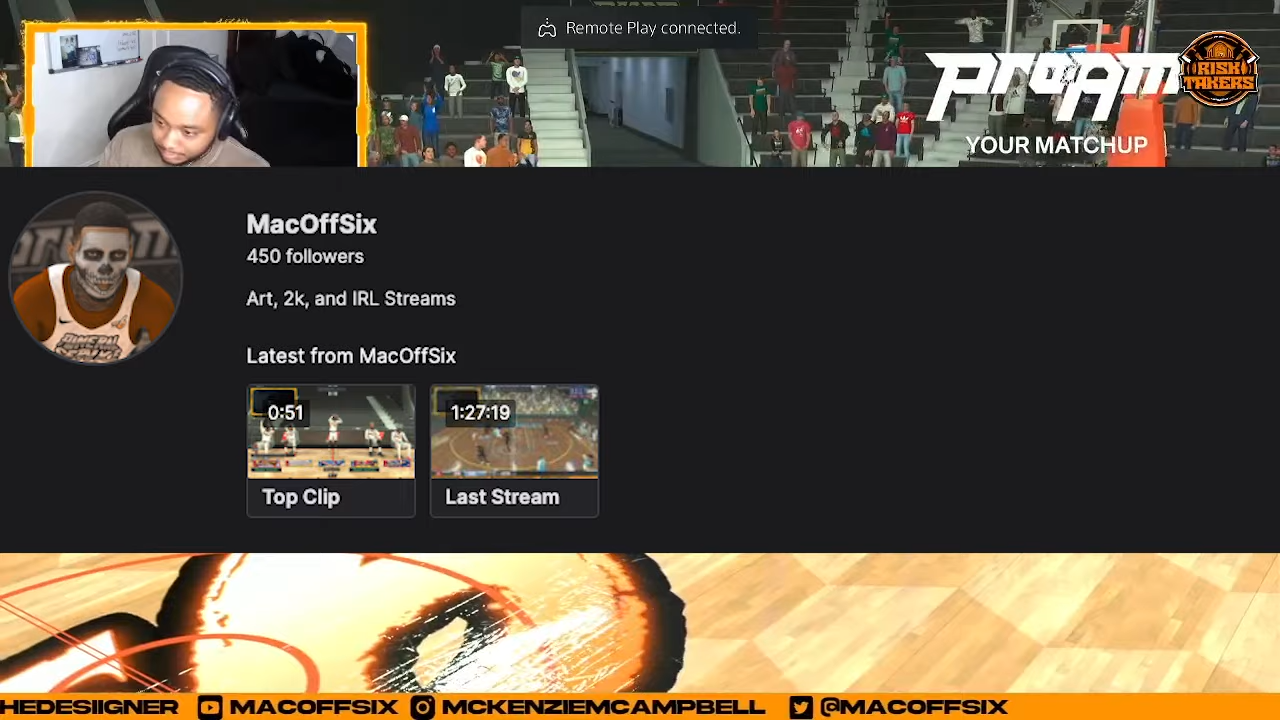 Remote Play connected.
PROAM
RISK
TAKERS
YOUR MATCHUP
MacOffSix
450 followers
Art, 2k, and IRL Streams
Latest from MacOffSix
0:51
1:27:19
Top Clip
Last Stream
HEDESIIGNER MACOFFSIX MCKENZIEMCAMPBELL @MACOFFSIX